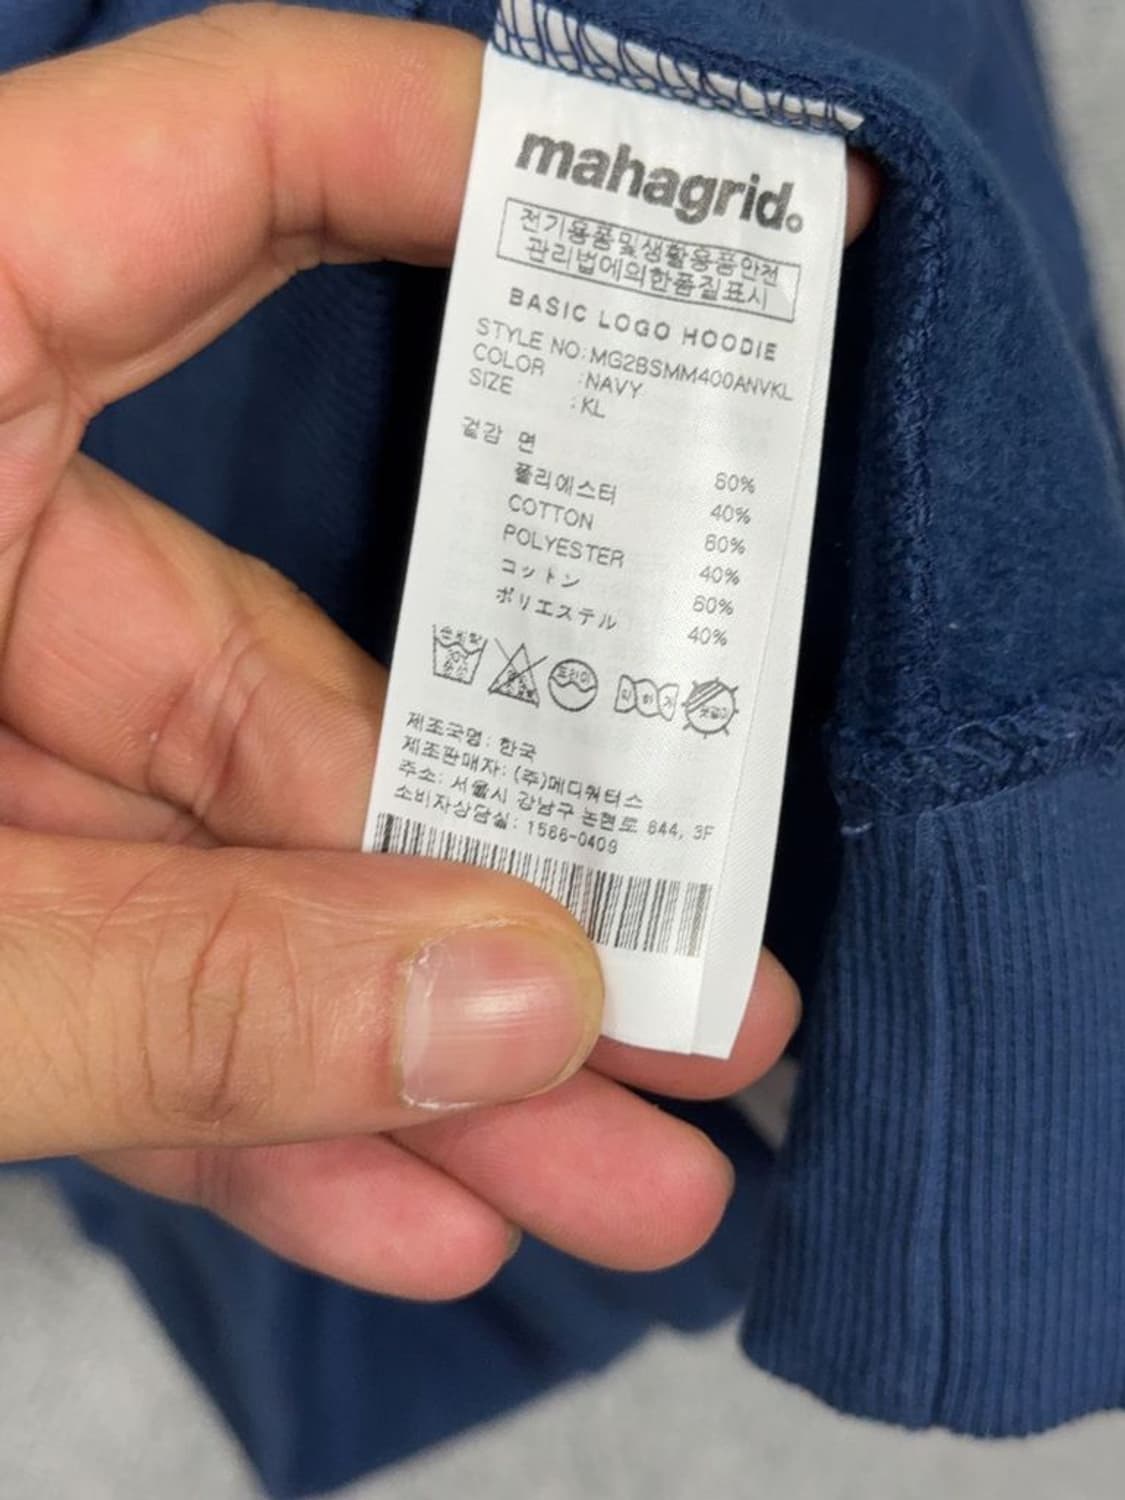 mahagrid
전기용품및생활용품안전
관리법에의한품질표시
BASIC LOGO HOODIE
STYLE NO:MG2BSMM400ANVKL
COLOR :NAVY
SIZE :KL
겉감 면 60%
폴리에스터 40%
COTTON 60%
POLYESTER 40%
コットン 60%
ポリエステル 40%
제조국명: 한국
제조판매자: (주)메디쿼터스
주소: 서울시 강남구 논현로 844, 3F
소비자상담실: 1566-0409